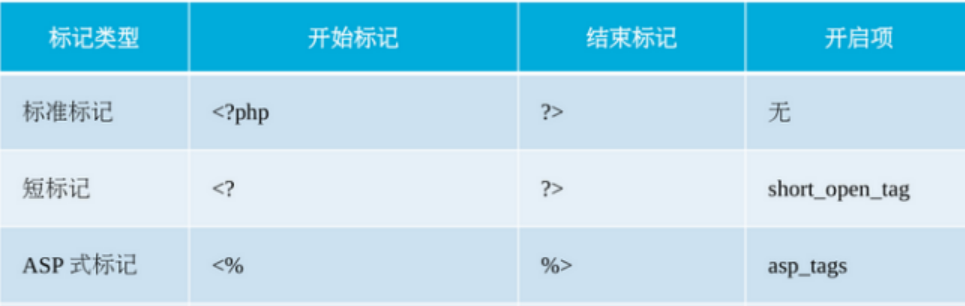 标记类型 开始标记 结束标记 开启项
标准标记 <?php ?> 无
短标记 <? ?> short_open_tag
ASP 式标记 <% %> asp_tags